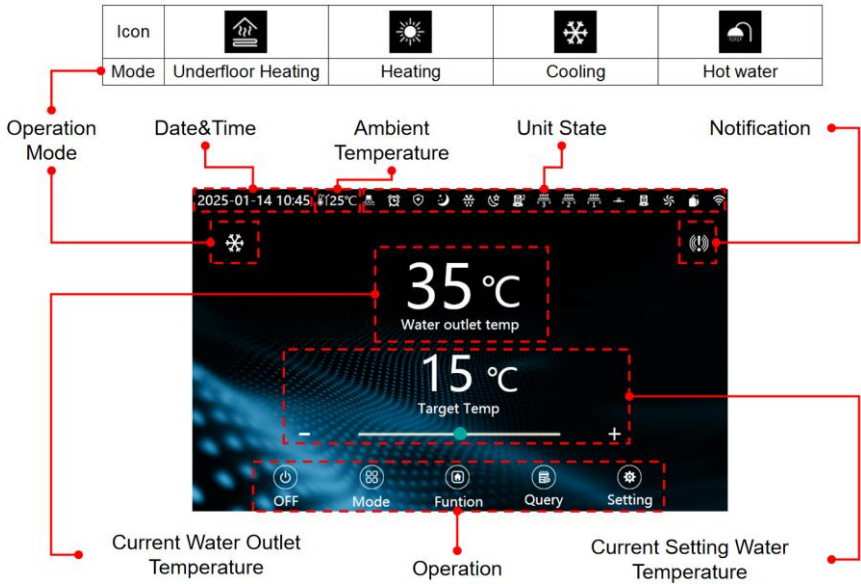 Icon
Mode Underfloor Heating Heating Cooling Hot water
Operation
Mode
Date&Time
Ambient
Temperature
Unit State
Notification
2025-01-14 10:45 25℃
35 ℃
Water outlet temp
15 ℃
Target Temp
− +
OFF Mode Funtion Query Setting
Current Water Outlet
Temperature
Operation
Current Setting Water
Temperature